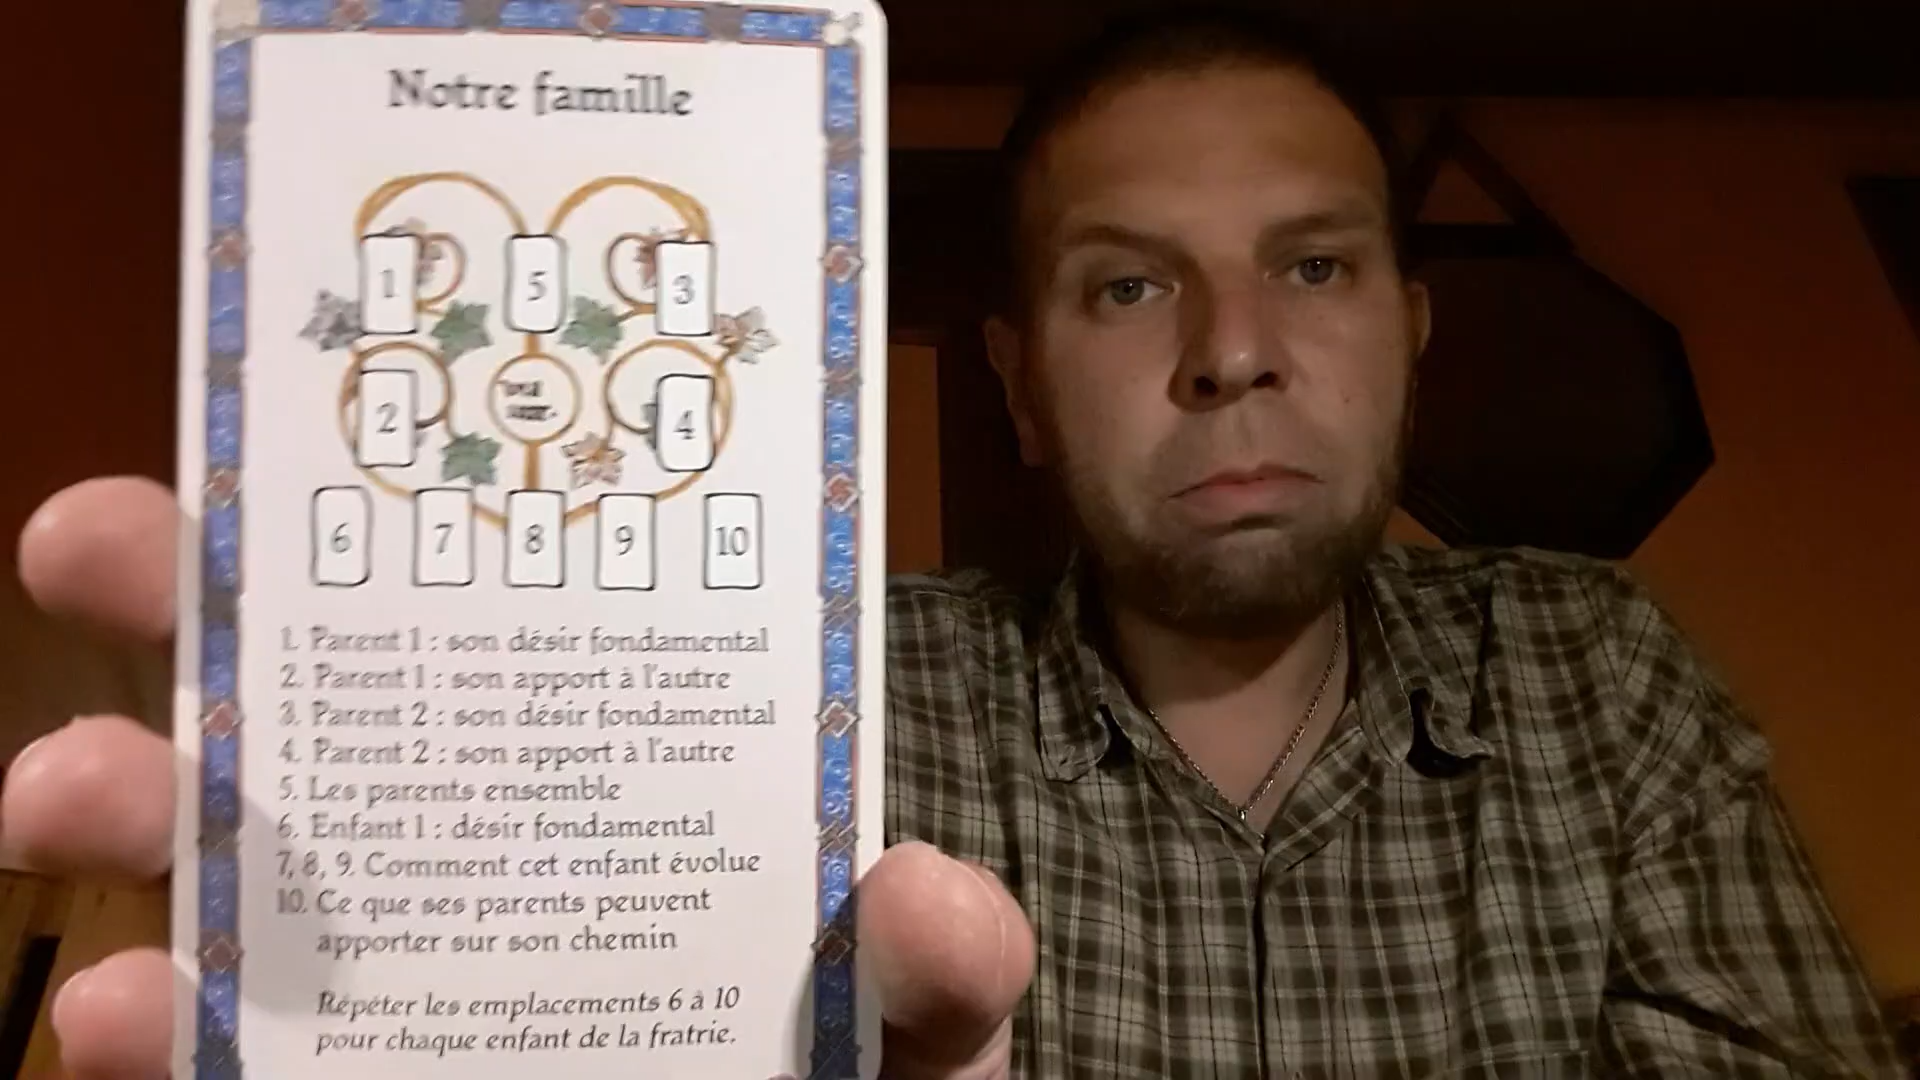 Notre famille
1 5 3
2 4
6 7 8 9 10
1. Parent 1 : son désir fondamental
2. Parent 1 : son apport à l'autre
3. Parent 2 : son désir fondamental
4. Parent 2 : son apport à l'autre
5. Les parents ensemble
6. Enfant 1 : désir fondamental
7, 8, 9. Comment cet enfant évolue
10. Ce que ses parents peuvent
apporter sur son chemin
Répéter les emplacements 6 à 10
pour chaque enfant de la fratrie.